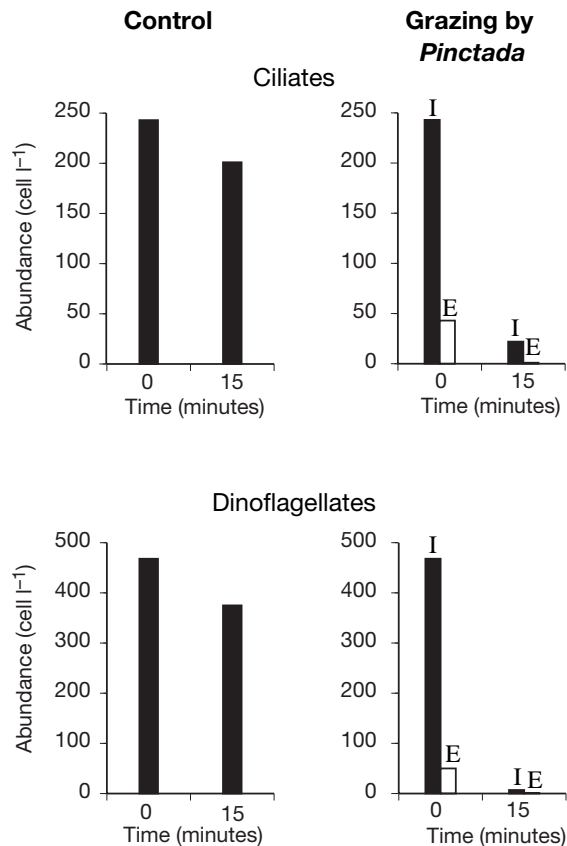 Control
Grazing by
Pinctada
Ciliates
Abundance (cell l–1)
250
200
150
100
50
0
0
15
Time (minutes)
250
200
150
100
50
0
I
E
I
E
0
15
Time (minutes)
Dinoflagellates
Abundance (cell l–1)
500
400
300
200
100
0
0
15
Time (minutes)
500
400
300
200
100
0
I
E
I E
0
15
Time (minutes)